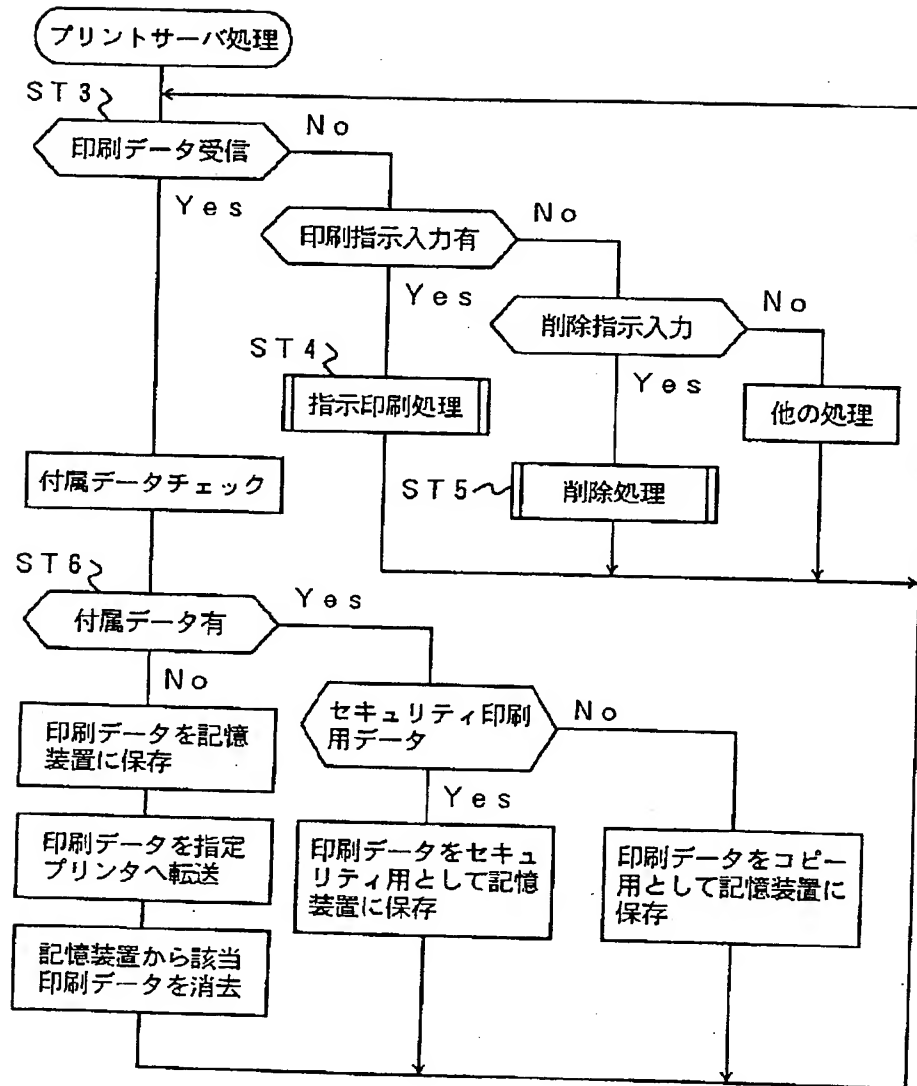 プリントサーバ処理
ST3
印刷データ受信
No
Yes
印刷指示入力有
No
Yes
削除指示入力
No
Yes
ST4
指示印刷処理
他の処理
付属データチェック
ST5
削除処理
ST6
付属データ有
Yes
No
セキュリティ印刷
用データ
No
Yes
印刷データを記憶
装置に保存
印刷データを指定
プリンタへ転送
印刷データをセキュ
リティ用として記憶
装置に保存
印刷データをコピー
用として記憶装置に
保存
記憶装置から該当
印刷データを消去